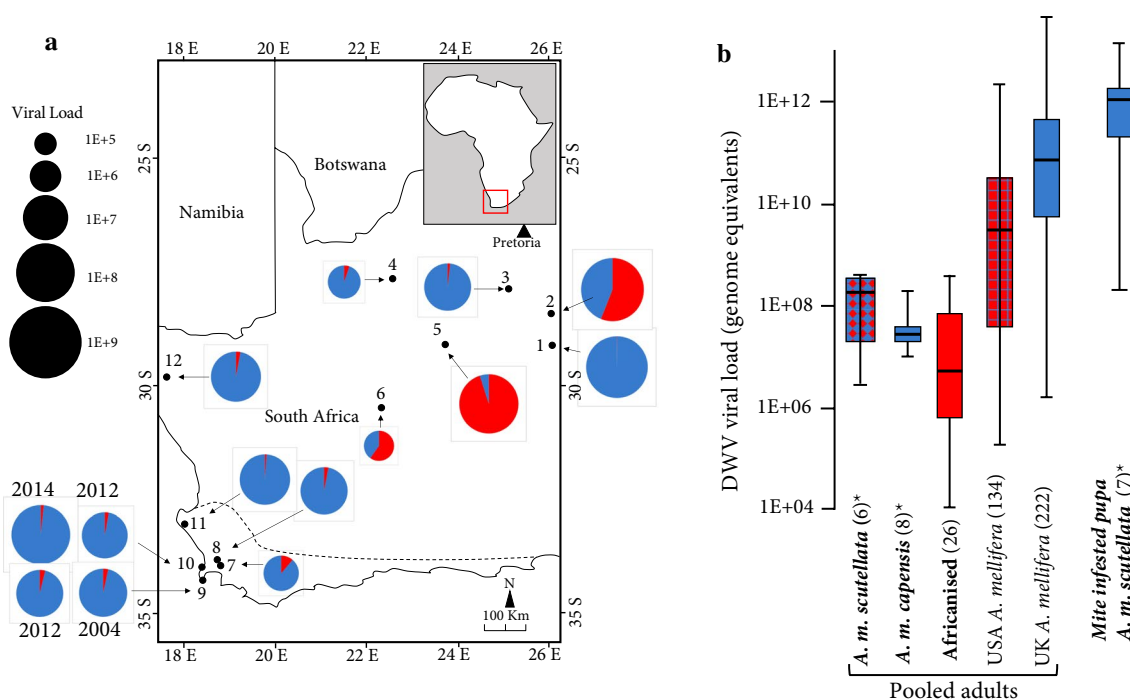 a
18 E 20 E 22 E 24 E 26 E
Viral Load
1E+5
1E+6
1E+7
1E+8
1E+9
25 S
25 S
Botswana
Namibia
Pretoria
4
3
2
5
1
12
30 S
30 S
6
South Africa
2014 2012
11
8
10
7
9
2012 2004
N
100 Km
35 S
35 S
18 E 20 E 22 E 24 E 26 E
b
DWV viral load (genome equivalents)
1E+12
1E+10
1E+08
1E+06
1E+04
A. m. scutellata (6)*
A. m. capensis (8)*
Africanised (26)
USA A. mellifera (134)
UK A. mellifera (222)
Mite infested pupa
A. m. scutellata (7)*
Pooled adults